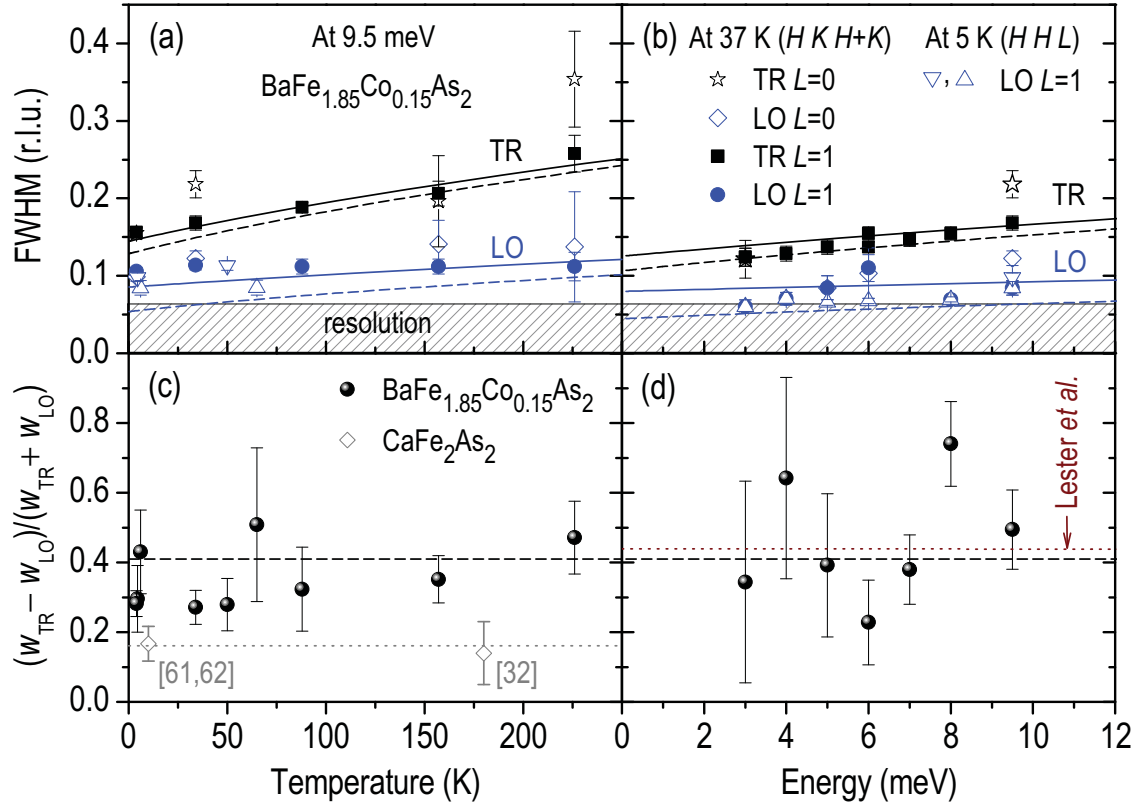 (a) At 9.5 meV
BaFe1.85Co0.15As2
TR
LO
resolution
FWHM (r.l.u.)
0.4
0.3
0.2
0.1
0.0
(b) At 37 K (H K H+K) At 5 K (H H L)
TR L=0
, LO L=1
LO L=0
TR L=1
LO L=1
TR
LO
(c) BaFe1.85Co0.15As2
CaFe2As2
[61,62] [32]
(wTR − wLO)/(wTR + wLO)
0.8
0.6
0.4
0.2
0.0
0 50 100 150 200
Temperature (K)
(d)
Lester et al.
0 2 4 6 8 10 12
Energy (meV)